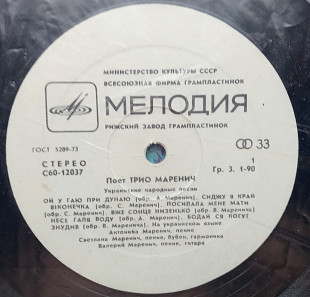 МИНИСТЕРСТВО КУЛЬТУРЫ СССР
ВСЕСОЮЗНАЯ ФИРМА ГРАМПЛАСТИНОК
МЕЛОДИЯ
РИЖСКИЙ ЗАВОД ГРАМПЛАСТИНОК
ГОСТ 5289-73
33
СТЕРЕО
1
С60-12037
Гр. 3. 1-90
Поет ТРИО МАРЕНИЧ
Украинские народные песни
ОЙ У ГАЮ ПРИ ДУНАЮ (обр. А. Маренич), СИДЖУ Я КРАЙ
ВІКОНЕЧКА (обр. С. Маренич), ПОСИЛАЛА МЕНЕ МАТИ
(обр. С. Маренич), ВЖЕ СОНЦЕ НИЗЕНЬКО (обр. В. Маренича),
НЕСЕ ГАЛЯ ВОДУ (обр. А. Маренич), БОДАЙ СЯ КОГУТ
ЗНУДИВ (обр. В. Маренича). На украинском языке
Антонина Маренич, пение
Светлана Маренич, пение, бубен, гармоника
Валерий Маренич, пение, гитара